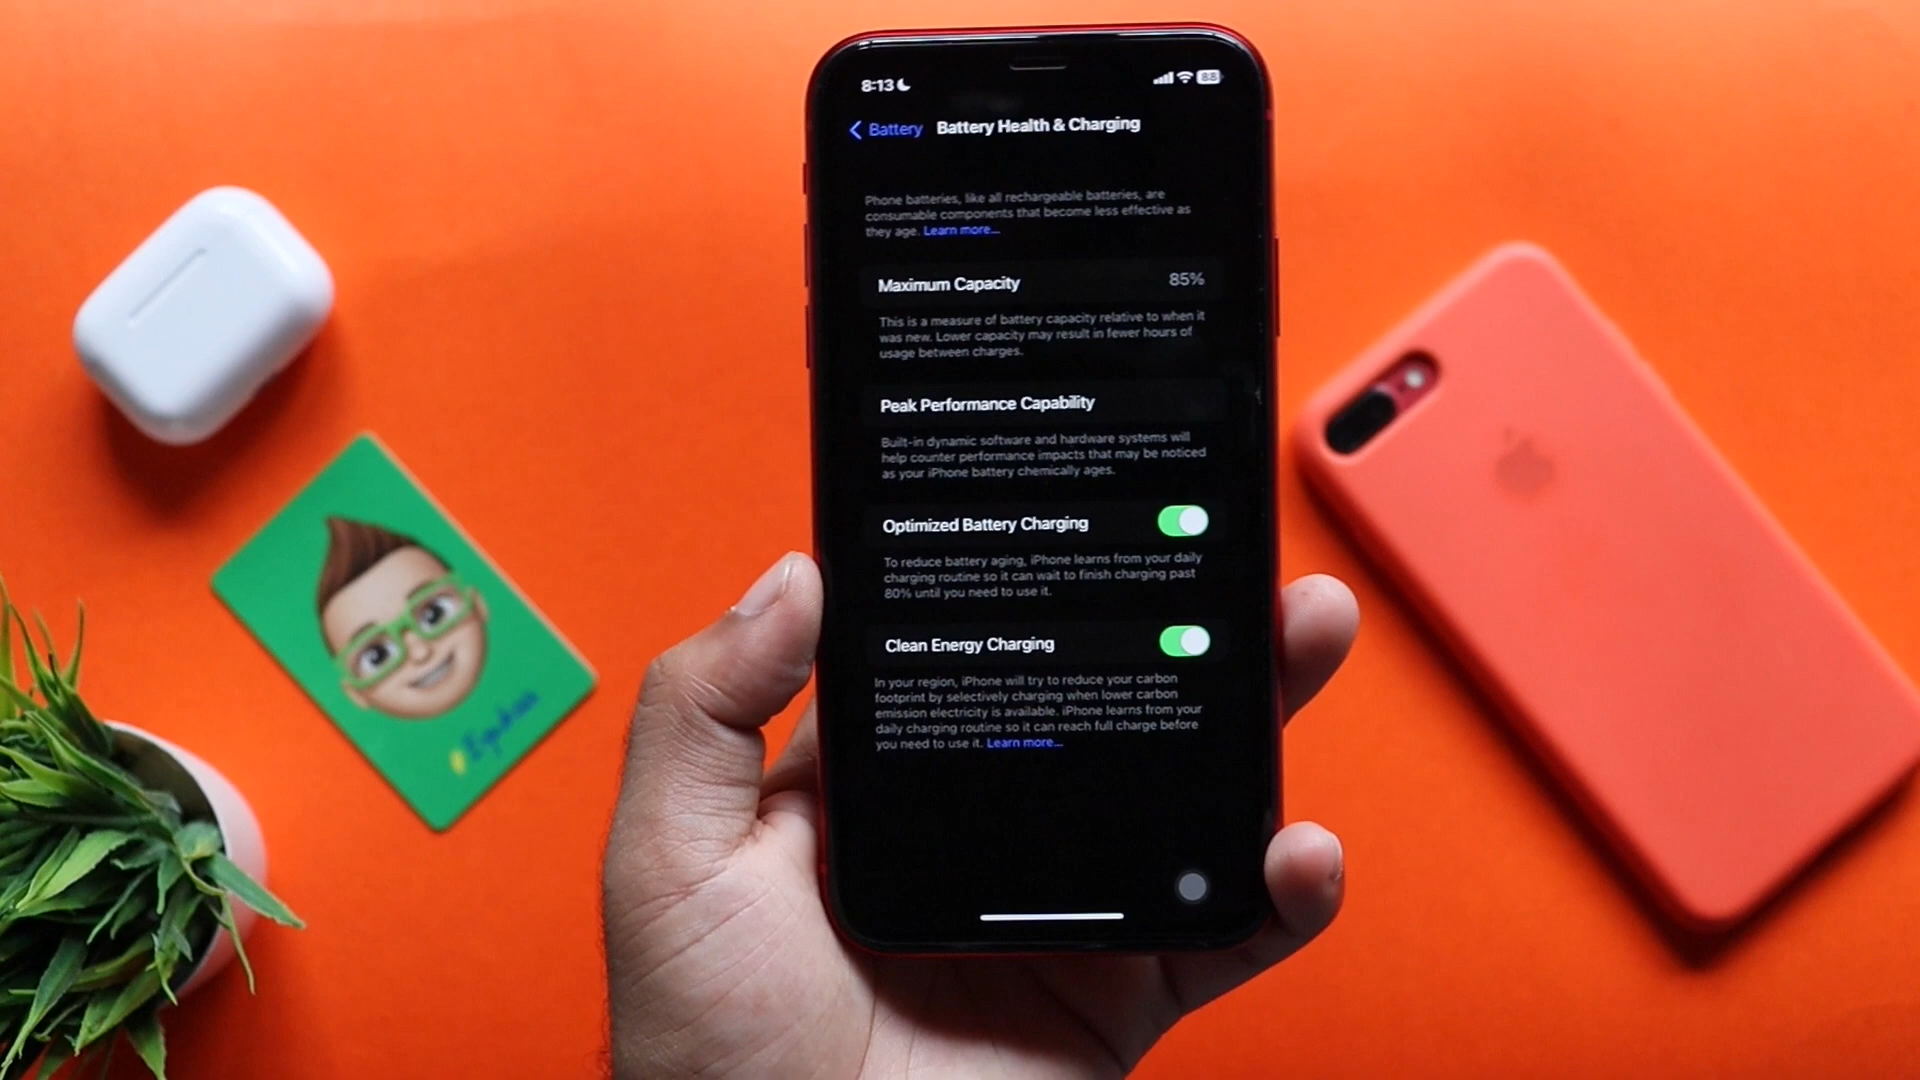 8:13
88
Battery
Battery Health & Charging
Phone batteries, like all rechargeable batteries, are
consumable components that become less effective as
they age. Learn more...
Maximum Capacity 85%
This is a measure of battery capacity relative to when it
was new. Lower capacity may result in fewer hours of
usage between charges.
Peak Performance Capability
Built-in dynamic software and hardware systems will
help counter performance impacts that may be noticed
as your iPhone battery chemically ages.
Optimized Battery Charging
To reduce battery aging, iPhone learns from your daily
charging routine so it can wait to finish charging past
80% until you need to use it.
Clean Energy Charging
In your region, iPhone will try to reduce your carbon
footprint by selectively charging when lower carbon
emission electricity is available. iPhone learns from your
daily charging routine so it can reach full charge before
you need to use it. Learn more...